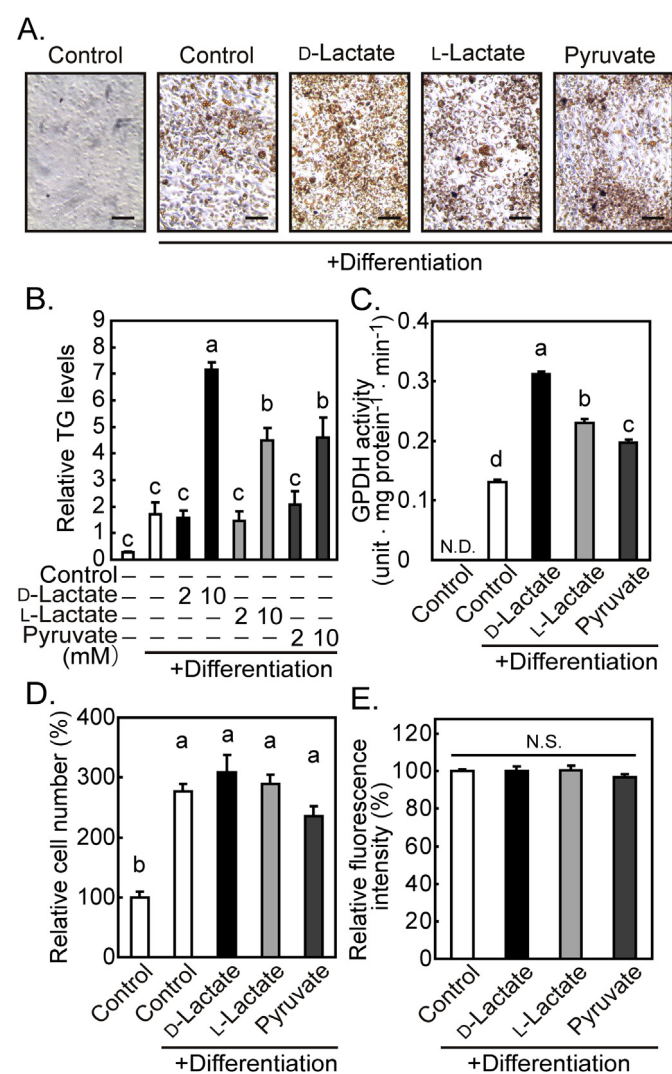 A.
Control Control D-Lactate L-Lactate Pyruvate
+Differentiation
B.
Relative TG levels
9
8
7
6
5
4
3
2
1
0
c c c a c b c b
Control – – – – – – – –
D-Lactate – – 2 10 – – – –
L-Lactate – – – – 2 10 – –
Pyruvate – – – – – – 2 10
(mM)
+Differentiation
C.
GPDH activity
(unit · mg protein-1 · min-1)
0.4
0.3
0.2
0.1
0
N.D. d a b c
Control Control D-Lactate L-Lactate Pyruvate
+Differentiation
D.
Relative cell number (%)
400
300
200
100
0
b a a a a
Control Control D-Lactate L-Lactate Pyruvate
+Differentiation
E.
Relative fluorescence
intensity (%)
120
100
80
60
40
20
0
N.S.
Control D-Lactate L-Lactate Pyruvate
+Differentiation